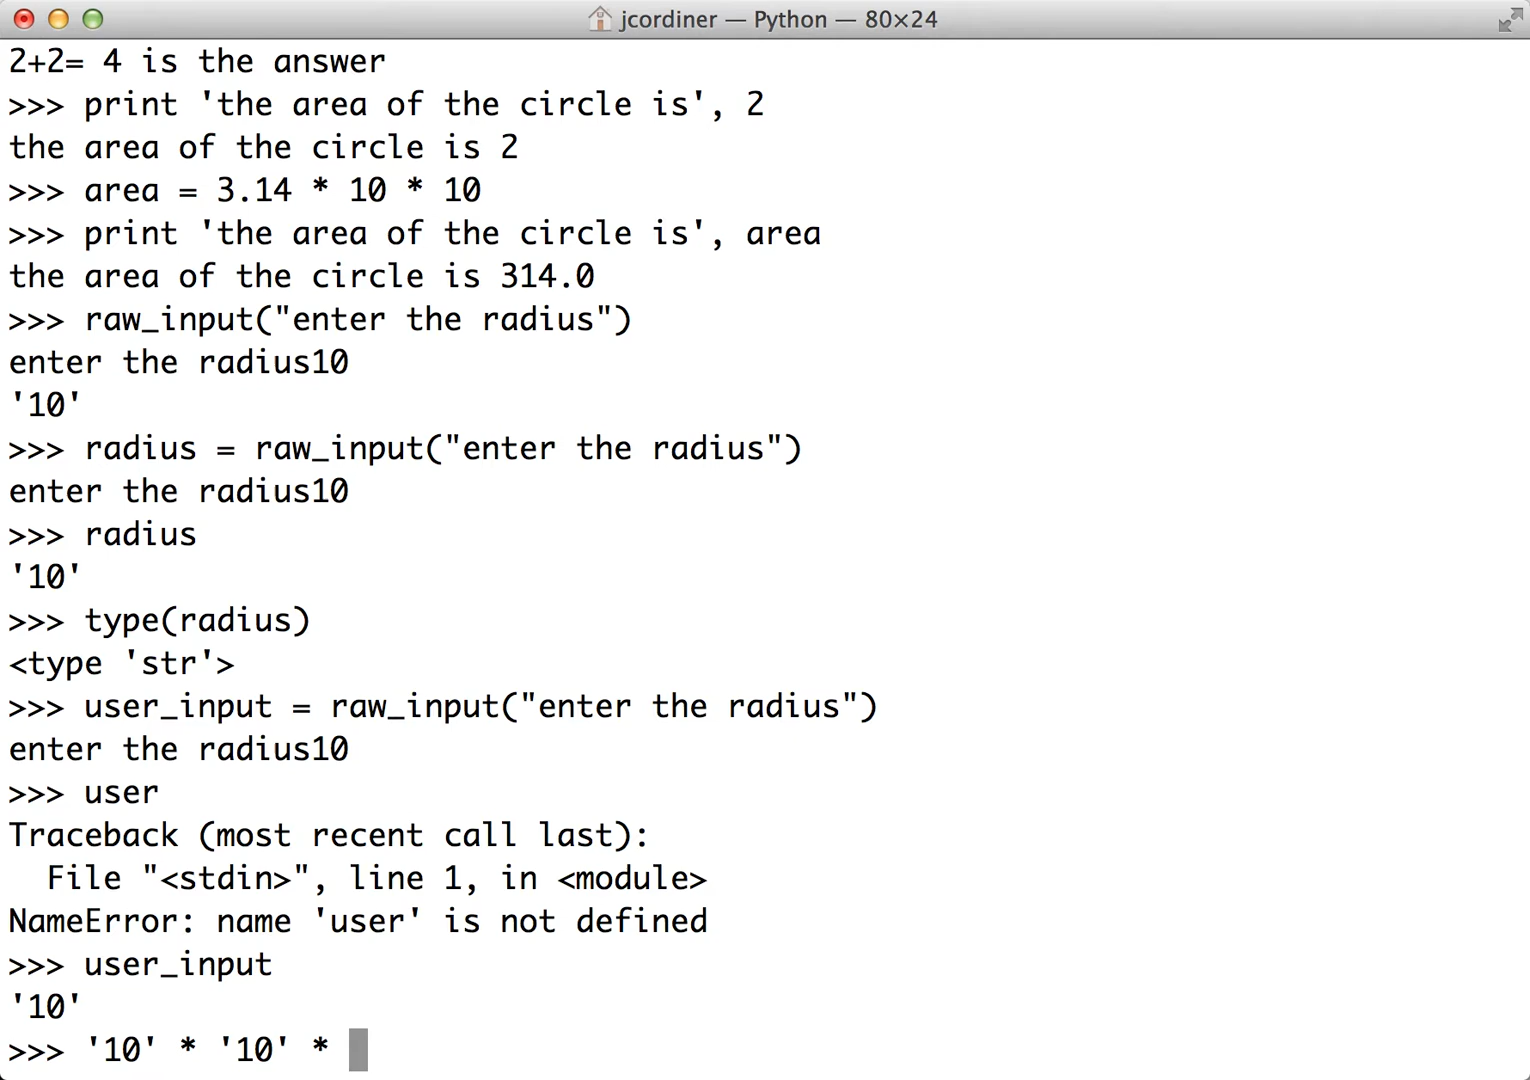 jcordiner — Python — 80×24
2+2= 4 is the answer
>>> print 'the area of the circle is', 2
the area of the circle is 2
>>> area = 3.14 * 10 * 10
>>> print 'the area of the circle is', area
the area of the circle is 314.0
>>> raw_input("enter the radius")
enter the radius10
'10'
>>> radius = raw_input("enter the radius")
enter the radius10
>>> radius
'10'
>>> type(radius)
<type 'str'>
>>> user_input = raw_input("enter the radius")
enter the radius10
>>> user
Traceback (most recent call last):
  File "<stdin>", line 1, in <module>
NameError: name 'user' is not defined
>>> user_input
'10'
>>> '10' * '10' *